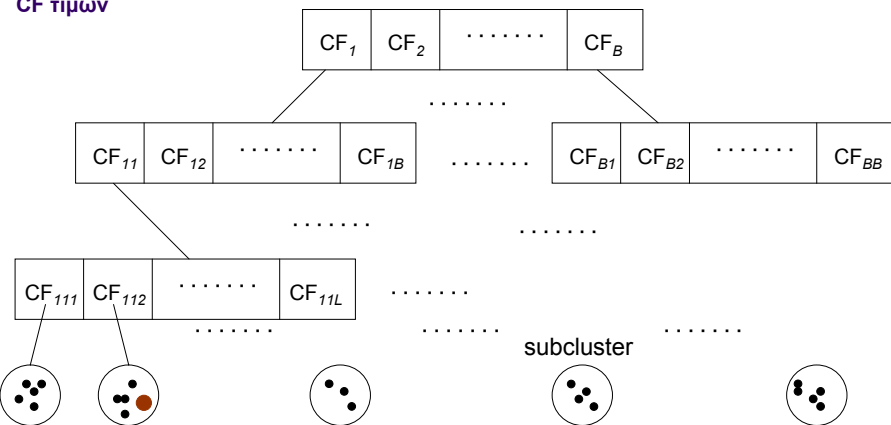 CF τιμών
CF1 CF2 ....... CFB
.......
CF11 CF12 ....... CF1B ....... CFB1 CFB2 ....... CFBB
....... .......
CF111 CF112 ....... CF11L .......
....... ....... .......
subcluster